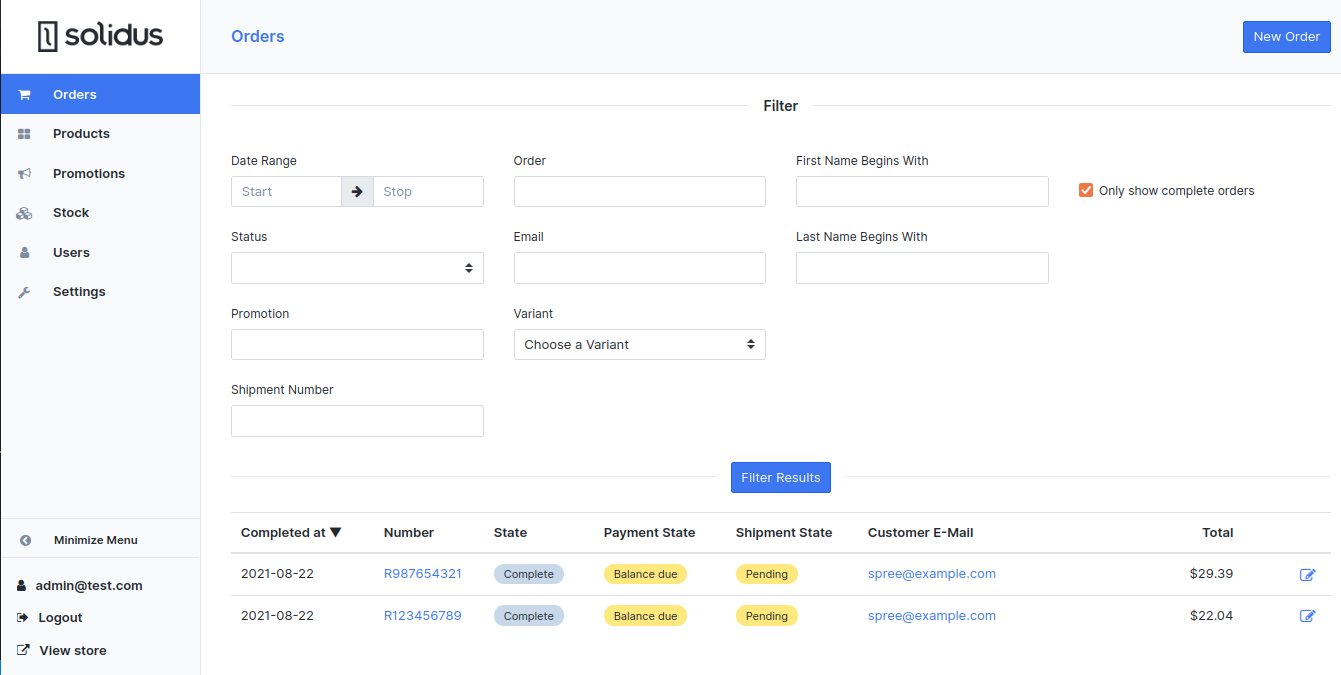 solidus
Orders
New Order
Orders
Products
Promotions
Stock
Users
Settings
Minimize Menu
admin@test.com
Logout
View store
Filter
Date Range
Start
Stop
Order
First Name Begins With
Only show complete orders
Status
Email
Last Name Begins With
Promotion
Variant
Choose a Variant
Shipment Number
Filter Results
Completed at ▼ Number State Payment State Shipment State Customer E-Mail Total
2021-08-22 R987654321 Complete Balance due Pending spree@example.com $29.39
2021-08-22 R123456789 Complete Balance due Pending spree@example.com $22.04